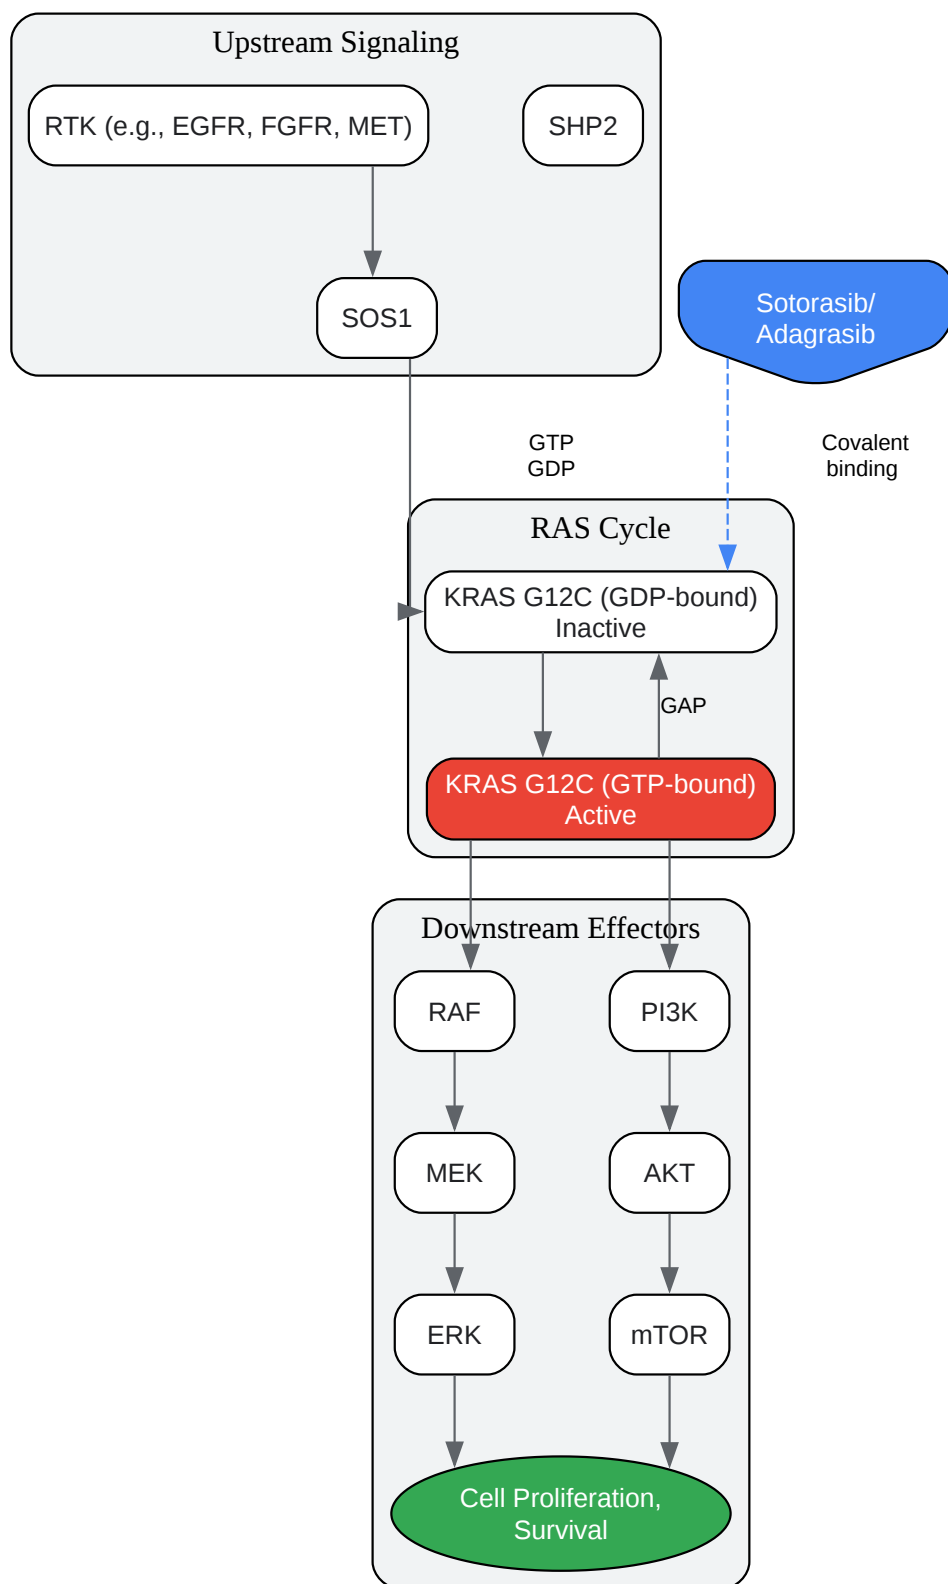 Upstream Signaling
RTK (e.g., EGFR, FGFR, MET)
SHP2
SOS1
Sotorasib/
Adagrasib
GTP
GDP
Covalent
binding
RAS Cycle
KRAS G12C (GDP-bound)
Inactive
GAP
KRAS G12C (GTP-bound)
Active
Downstream Effectors
RAF
PI3K
MEK
AKT
ERK
mTOR
Cell Proliferation,
Survival